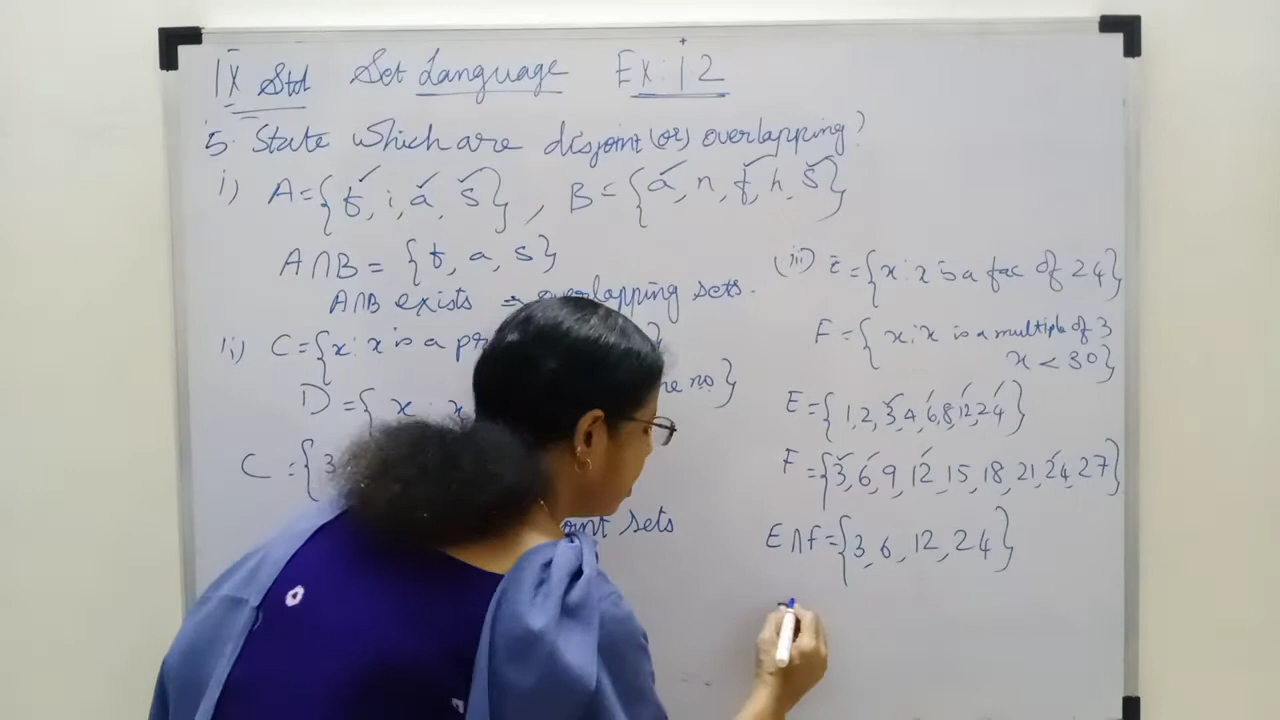 IX Std Set Language Ex: 1.2
5. State which are disjoint (or) overlapping?
i) A = {f, i, a, s}, B = {a, n, f, h, s}
A∩B = {f, a, s}
A∩B exists ⇒ overlapping sets.
ii) C = {x : x is a
D = { x : x no}
C = {3
sets
(iii) E = {x : x is a fac of 24}
F = { x : x is a multiple of 3
x < 30}
E = {1, 2, 3, 4, 6, 8, 12, 24}
F = {3, 6, 9, 12, 15, 18, 21, 24, 27}
E∩F = {3, 6, 12, 24}